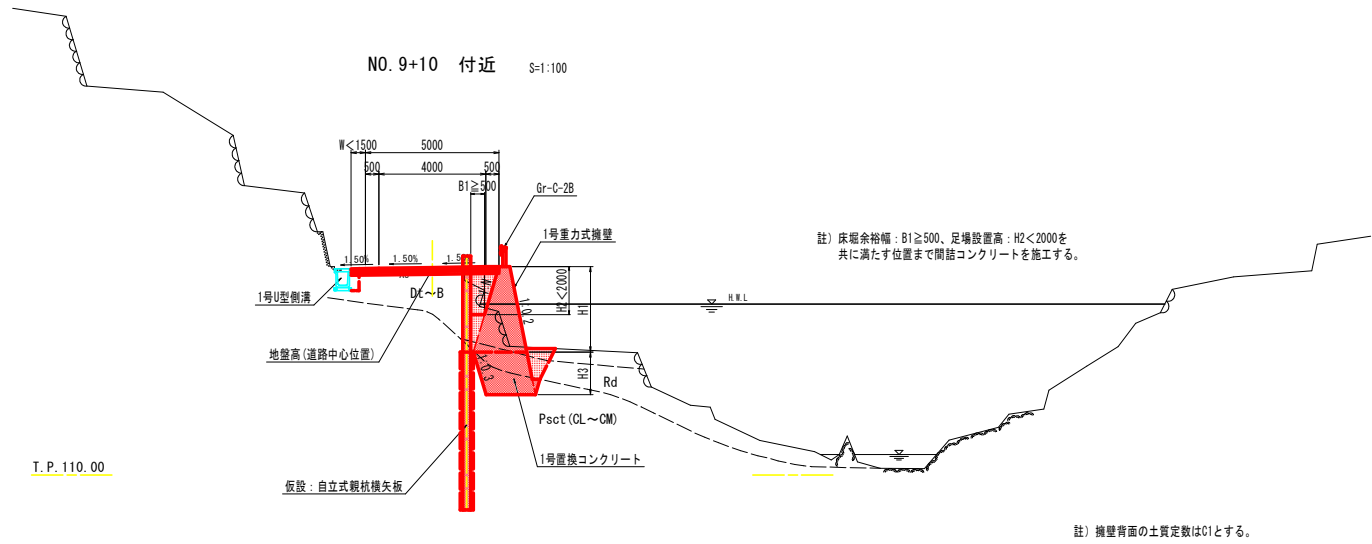 NO.9+10 付近 S=1:100
W<1500 5000
500 4000 500
B1≧500
Gr-C-2B
1号重力式擁壁
註) 床堀余裕幅:B1≧500、足場設置高:H2<2000を
共に満たす位置まで間詰コンクリートを施工する。
1.50% 1.50%
H.W.L
1号U型側溝
Dt~B
H2<2000
H1
1:0.2
地盤高(道路中心位置)
1:0.3
H3
Rd
Psct(CL~CM)
1号置換コンクリート
T.P.110.00
仮設:自立式親杭横矢板
註) 擁壁背面の土質定数はC1とする。